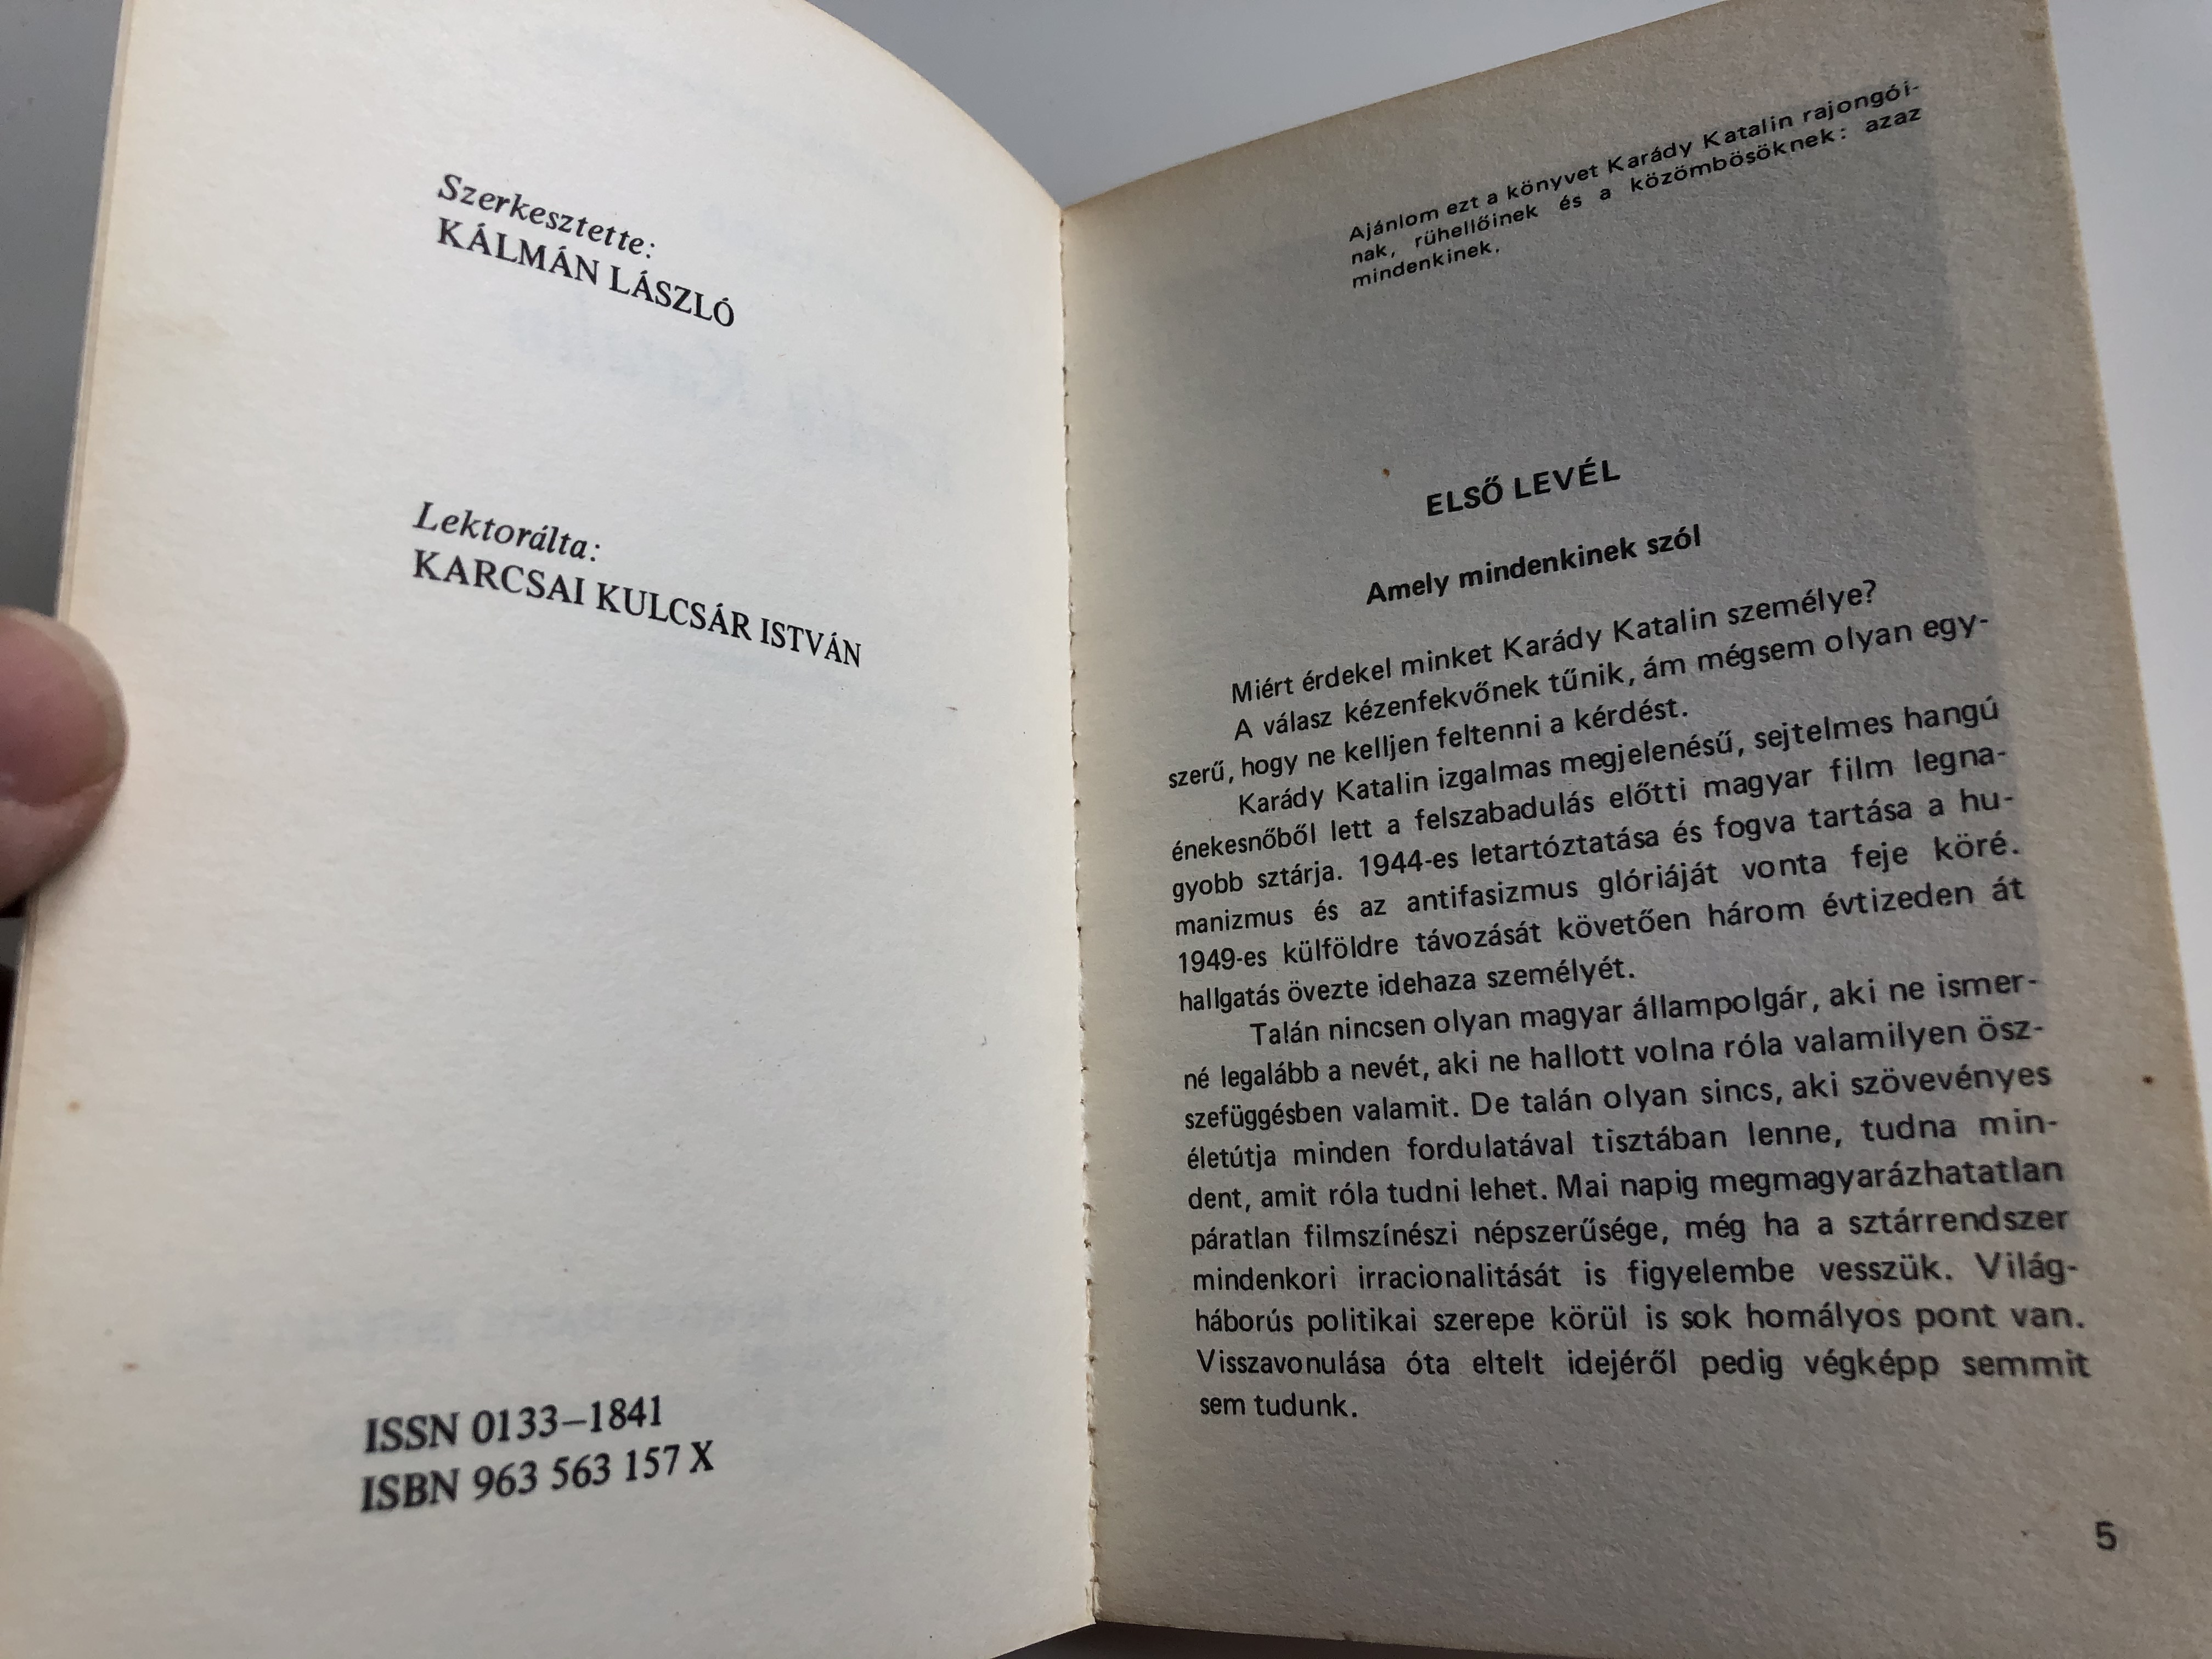 Szerkesztette:
KÁLMÁN LÁSZLÓ
Lektorálta:
KARCSAI KULCSÁR ISTVÁN
ISSN 0133–1841
ISBN 963 563 157 X
Ajánlom ezt a könyvet Karády Katalin rajongói-
nak, rühellőinek és a közömbösöknek: azaz
mindenkinek.
ELSŐ LEVÉL
Amely mindenkinek szól
Miért érdekel minket Karády Katalin személye?
A válasz kézenfekvőnek tűnik, ám mégsem olyan egy-
szerű, hogy ne kelljen feltenni a kérdést.
Karády Katalin izgalmas megjelenésű, sejtelmes hangú
énekesnőből lett a felszabadulás előtti magyar film legna-
gyobb sztárja. 1944-es letartóztatása és fogva tartása a hu-
manizmus és az antifasizmus glóriáját vonta feje köré.
1949-es külföldre távozását követően három évtizeden át
hallgatás övezte idehaza személyét.
Talán nincsen olyan magyar állampolgár, aki ne ismer-
né legalább a nevét, aki ne hallott volna róla valamilyen ösz-
szefüggésben valamit. De talán olyan sincs, aki szövevényes
életútja minden fordulatával tisztában lenne, tudna min-
dent, amit róla tudni lehet. Mai napig megmagyarázhatatlan
páratlan filmszínészi népszerűsége, még ha a sztárrendszer
mindenkori irracionalitását is figyelembe vesszük. Világ-
háborús politikai szerepe körül is sok homályos pont van.
Visszavonulása óta eltelt idejéről pedig végképp semmit
sem tudunk.
5